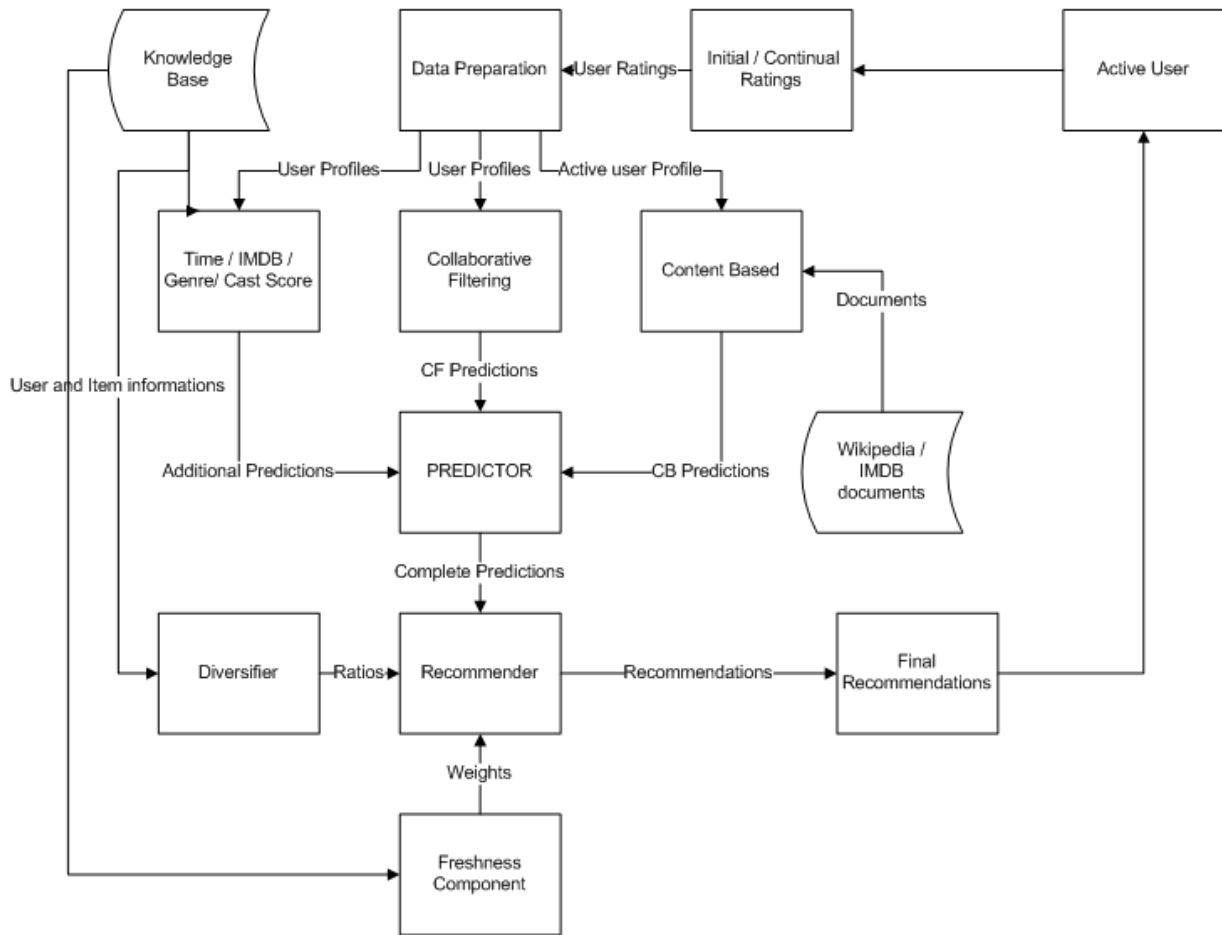 Knowledge
Base
Data Preparation
User Ratings
Initial / Continual
Ratings
Active User
User Profiles
User Profiles
Active user Profile
Time / IMDB /
Genre/ Cast Score
Collaborative
Filtering
Content Based
Documents
CF Predictions
User and Item informations
Additional Predictions
PREDICTOR
CB Predictions
Wikipedia /
IMDB
documents
Complete Predictions
Diversifier
Ratios
Recommender
Recommendations
Final
Recommendations
Weights
Freshness
Component